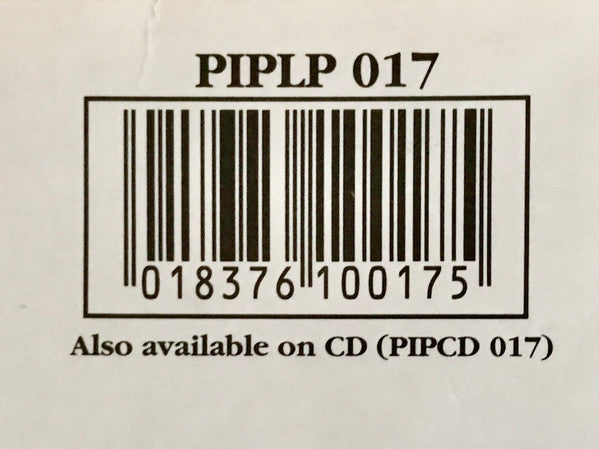 PIPLP 017
018376 100175
Also available on CD (PIPCD 017)